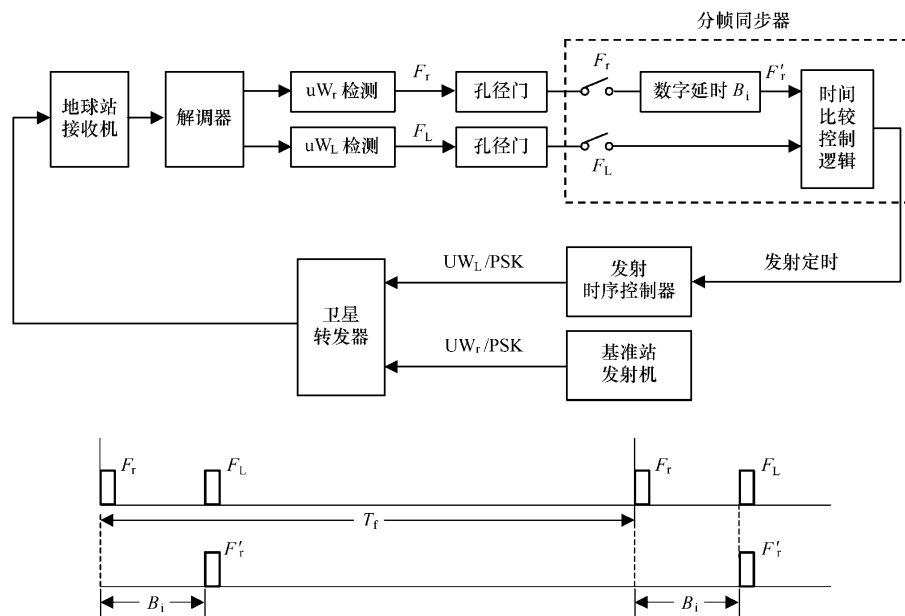 分帧同步器
地球站
接收机
解调器
uWr 检测
Fr
孔径门
Fr
数字延时 Bi
F′r
时间
比较
控制
逻辑
uWL 检测
FL
孔径门
FL
卫星
转发器
UWL/PSK
发射
时序控制器
发射定时
UWr/PSK
基准站
发射机
Fr
FL
Fr
FL
Tf
F′r
F′r
Bi
Bi